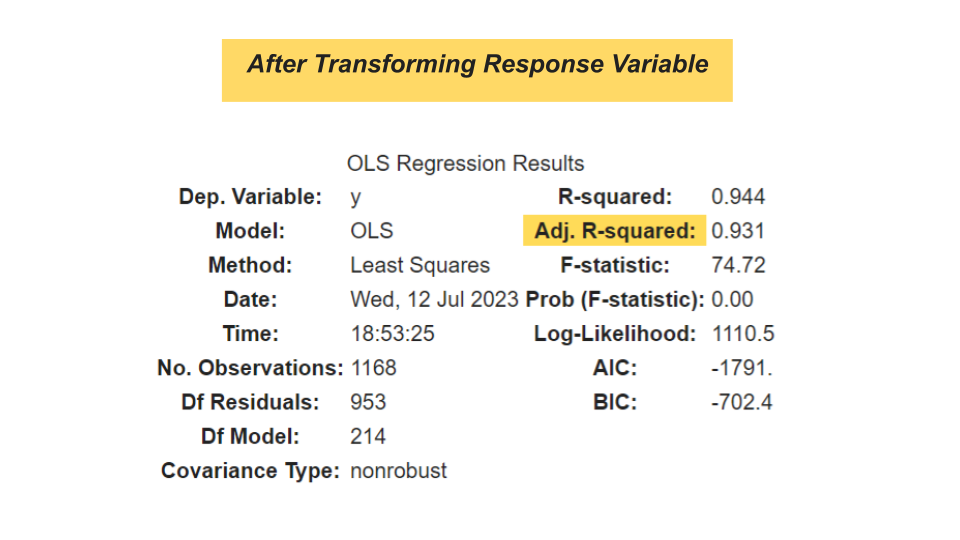 After Transforming Response Variable
OLS Regression Results
Dep. Variable: y R-squared: 0.944
Model: OLS Adj. R-squared: 0.931
Method: Least Squares F-statistic: 74.72
Date: Wed, 12 Jul 2023 Prob (F-statistic): 0.00
Time: 18:53:25 Log-Likelihood: 1110.5
No. Observations: 1168 AIC: -1791.
Df Residuals: 953 BIC: -702.4
Df Model: 214
Covariance Type: nonrobust